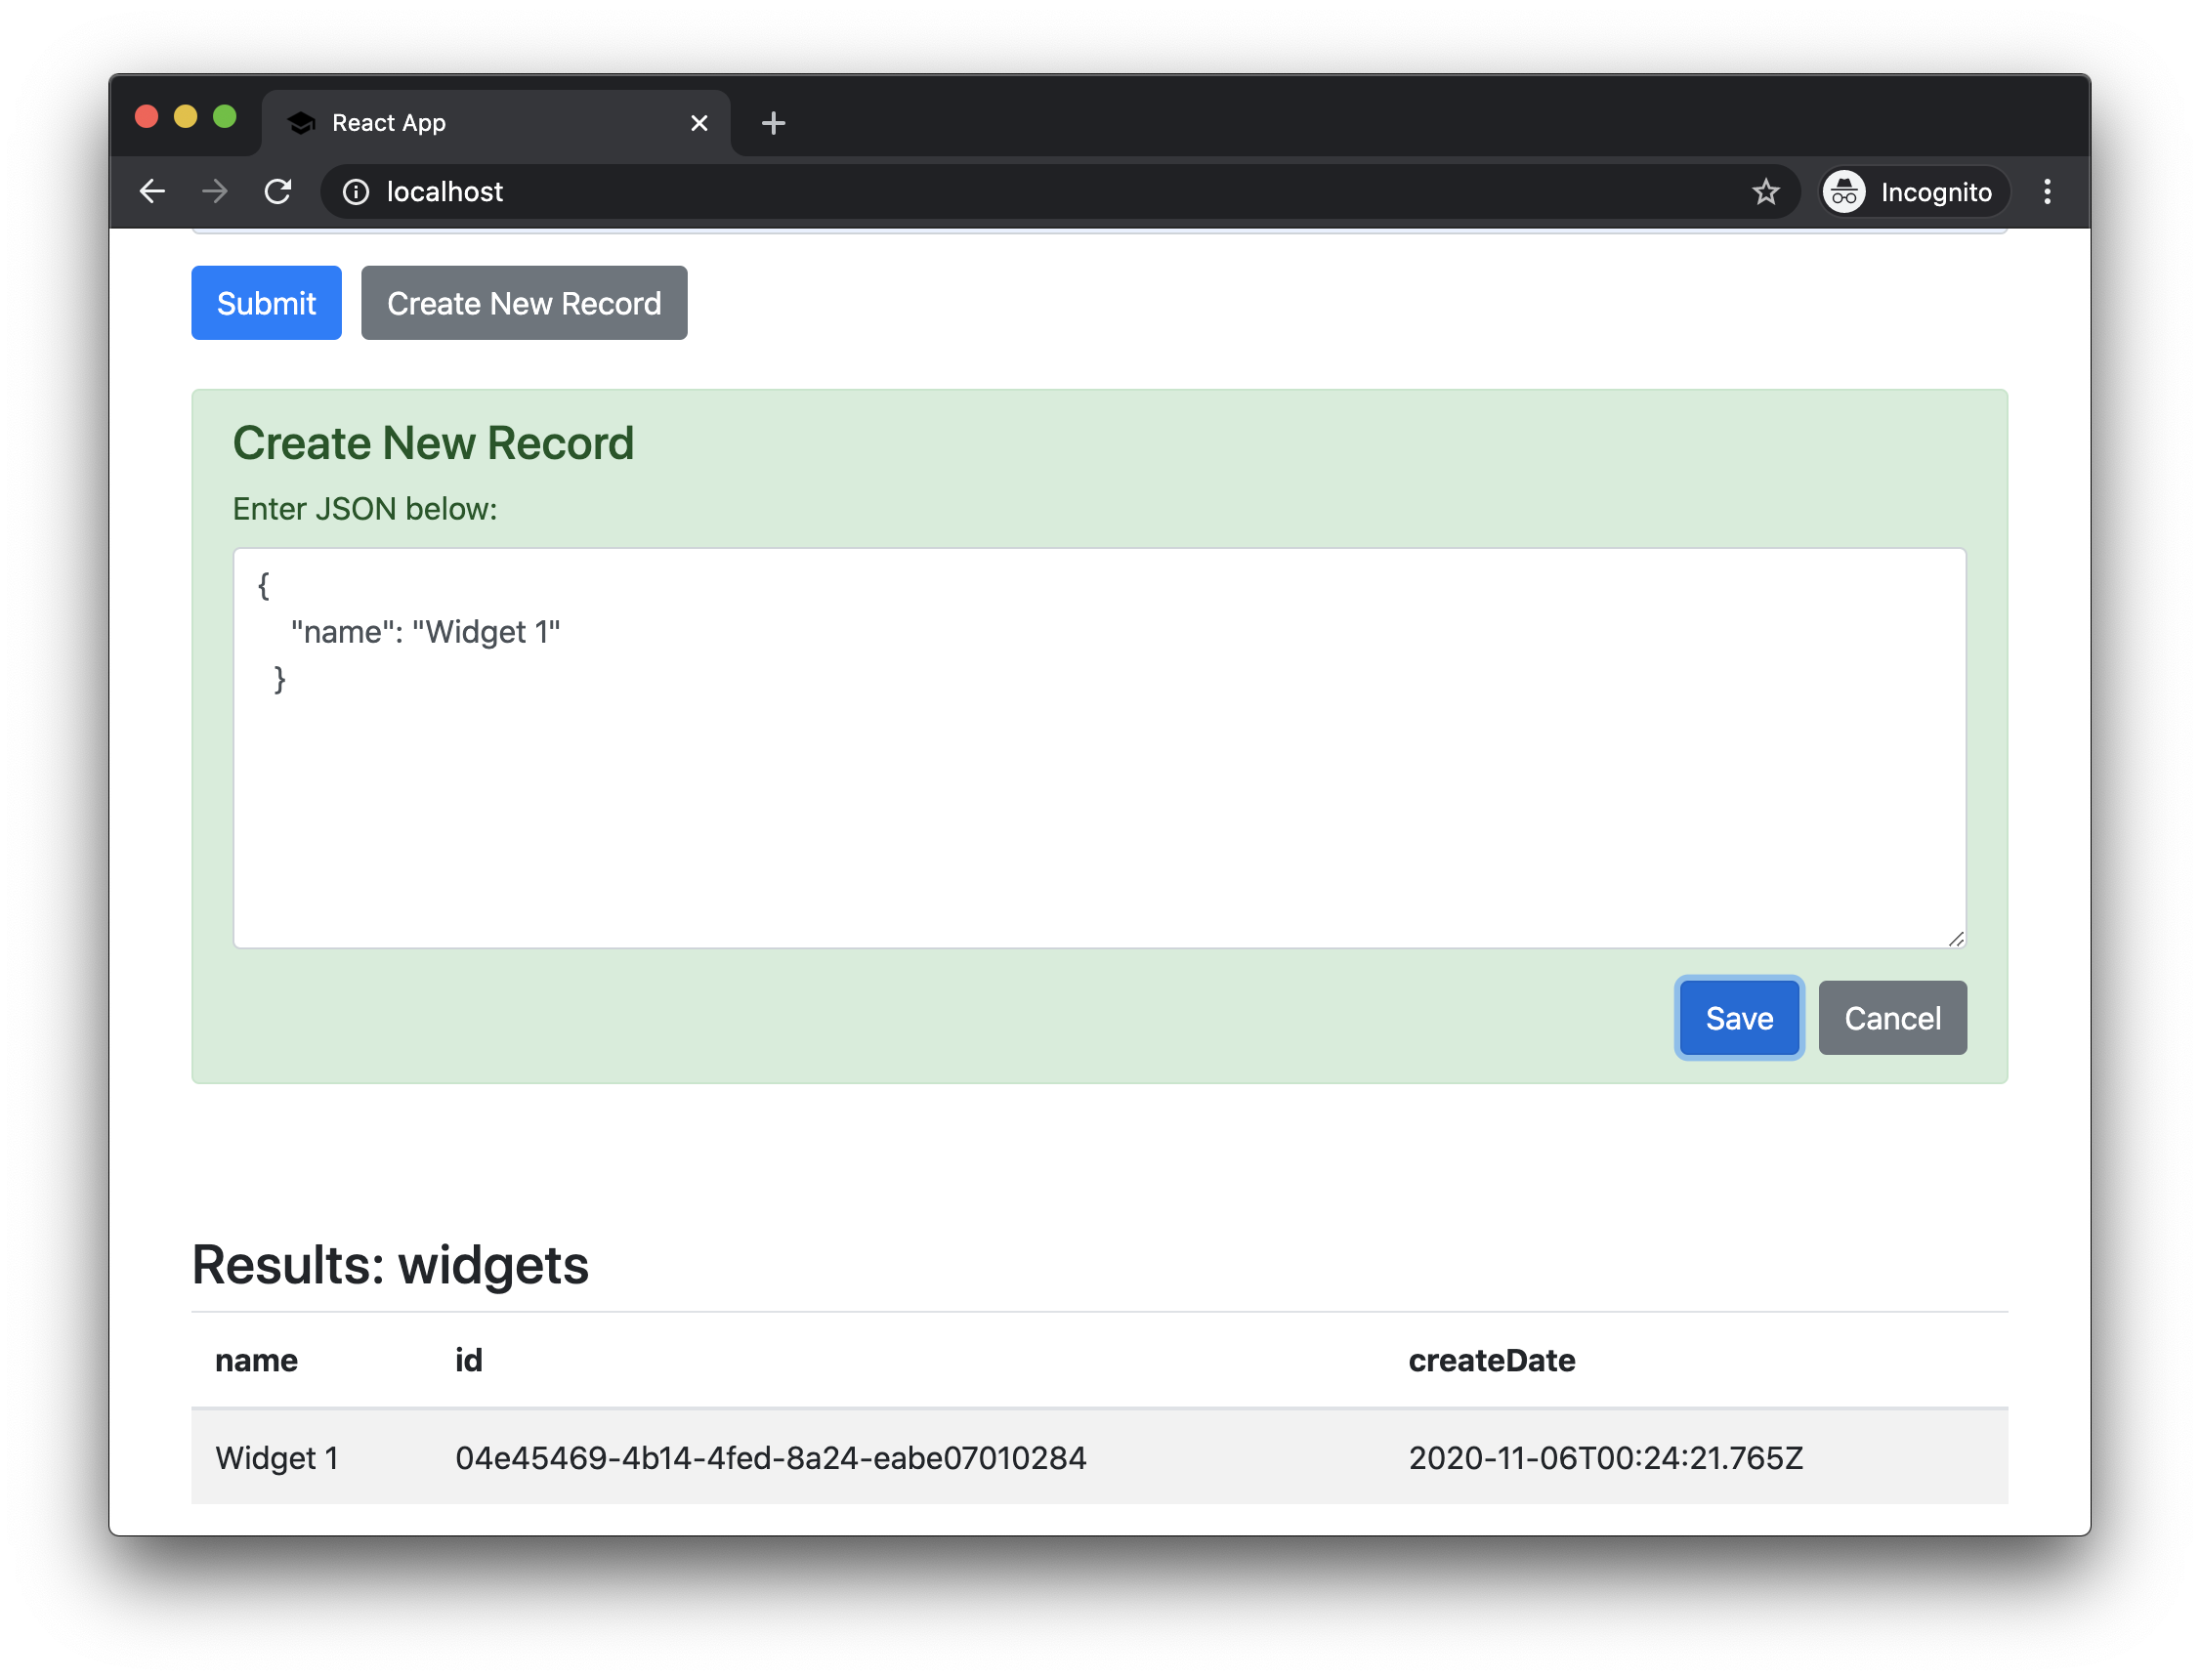 React App
localhost
Incognito
Submit
Create New Record
Create New Record
Enter JSON below:
{
"name": "Widget 1"
}
Save
Cancel
Results: widgets
name id createDate
Widget 1 04e45469-4b14-4fed-8a24-eabe07010284 2020-11-06T00:24:21.765Z